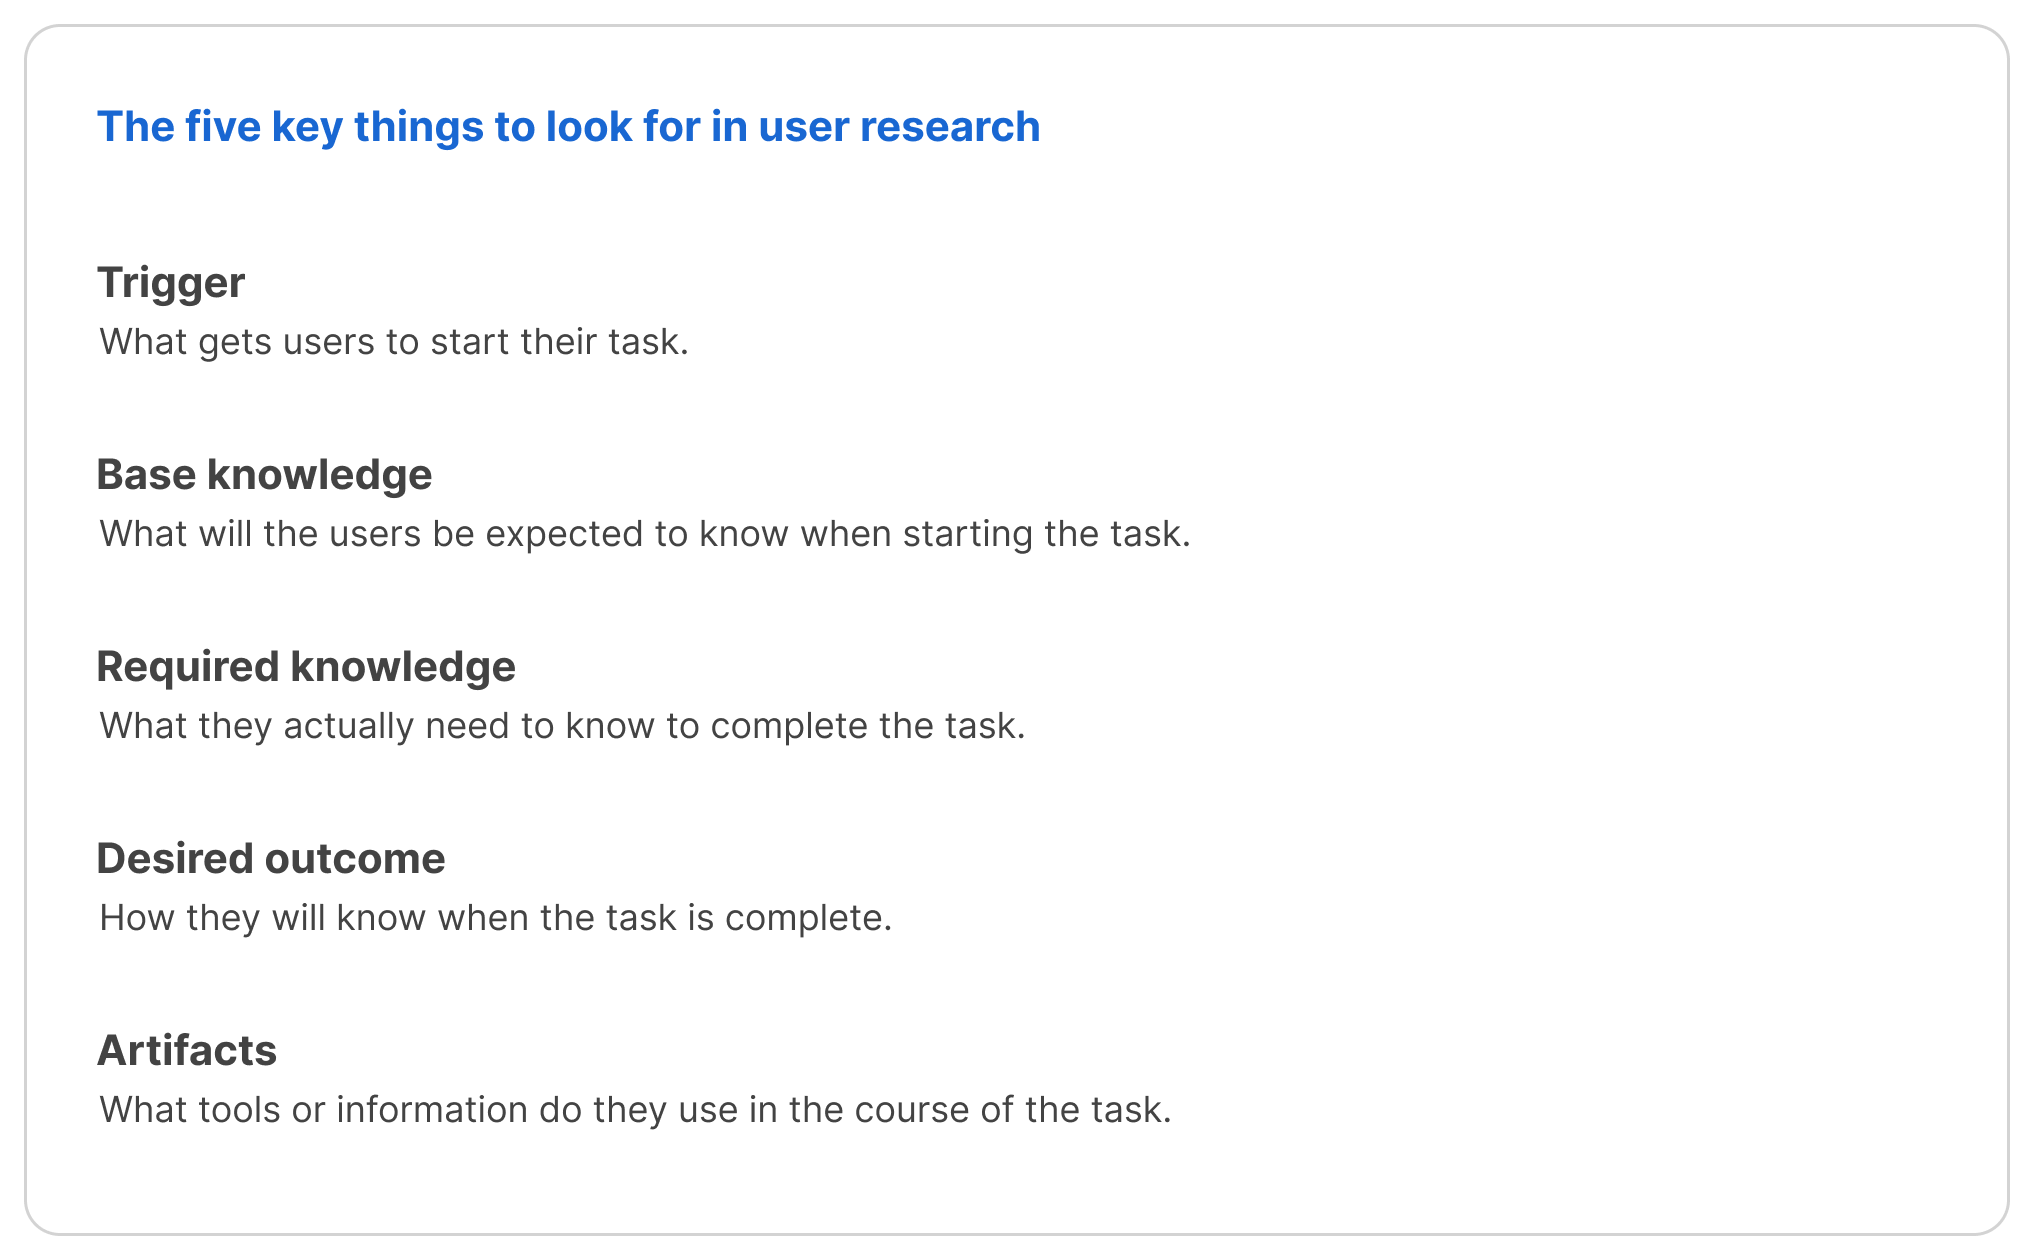 The five key things to look for in user research
Trigger
What gets users to start their task.
Base knowledge
What will the users be expected to know when starting the task.
Required knowledge
What they actually need to know to complete the task.
Desired outcome
How they will know when the task is complete.
Artifacts
What tools or information do they use in the course of the task.